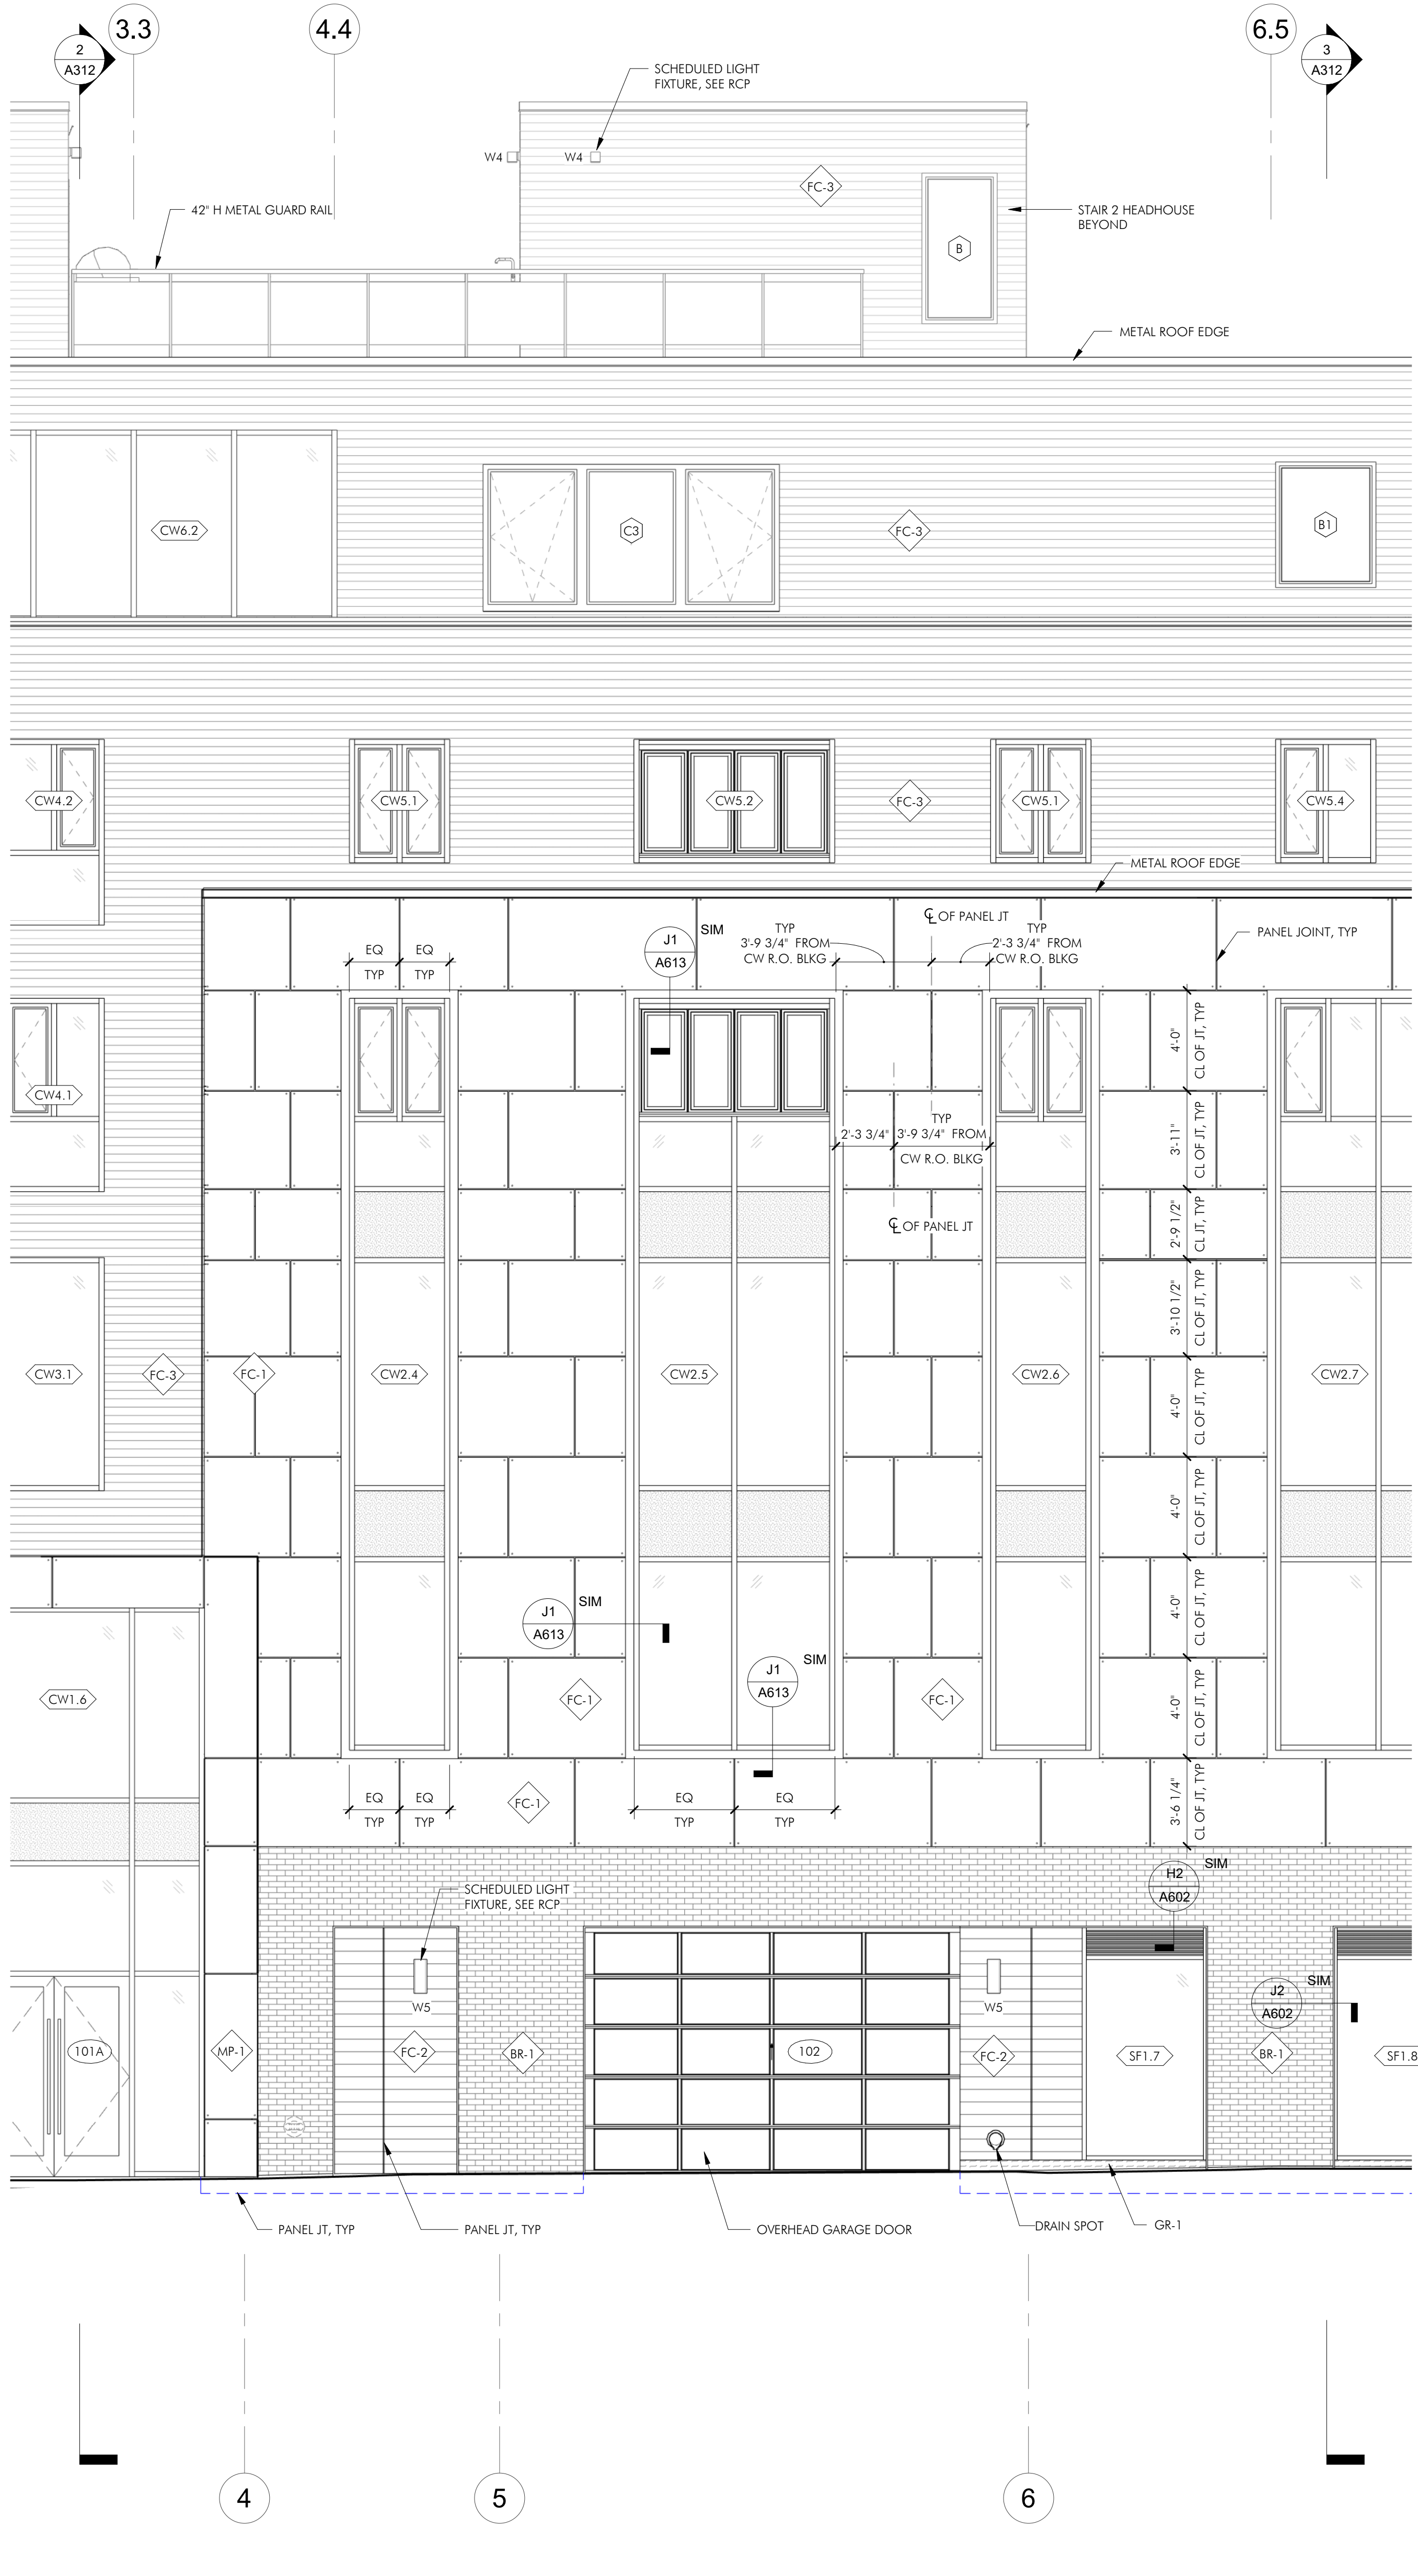 3.3
4.4
6.5
2
A312
3
A312
SCHEDULED LIGHT
FIXTURE, SEE RCP
W4
W4
FC-3
42" H METAL GUARD RAIL
STAIR 2 HEADHOUSE
BEYOND
B
METAL ROOF EDGE
CW6.2
C3
FC-3
B1
CW4.2
CW5.1
CW5.2
FC-3
CW5.1
CW5.4
METAL ROOF EDGE
J1
A613
SIM
EQ
TYP
EQ
TYP
TYP
3'-9 3/4" FROM
CW R.O. BLKG
CL OF PANEL JT
TYP
2'-3 3/4" FROM
CW R.O. BLKG
PANEL JOINT, TYP
4'-0"
CL OF JT, TYP
CW4.1
TYP
2'-3 3/4"
3'-9 3/4" FROM
CW R.O. BLKG
3'-11"
CL OF JT, TYP
CL OF PANEL JT
2'-9 1/2"
CL JT, TYP
3'-10 1/2"
CL OF JT, TYP
CW3.1
FC-3
FC-1
CW2.4
CW2.5
CW2.6
CW2.7
4'-0"
CL OF JT, TYP
4'-0"
CL OF JT, TYP
J1
A613
SIM
4'-0"
CL OF JT, TYP
J1
A613
SIM
CW1.6
FC-1
FC-1
4'-0"
CL OF JT, TYP
EQ
TYP
EQ
TYP
FC-1
EQ
TYP
EQ
TYP
3'-6 1/4"
CL OF JT, TYP
SCHEDULED LIGHT
FIXTURE, SEE RCP
H2
A602
SIM
J2
A602
SIM
W5
W5
101A
MP-1
FC-2
BR-1
102
FC-2
SF1.7
BR-1
SF1.8
PANEL JT, TYP
PANEL JT, TYP
OVERHEAD GARAGE DOOR
DRAIN SPOT
GR-1
4
5
6